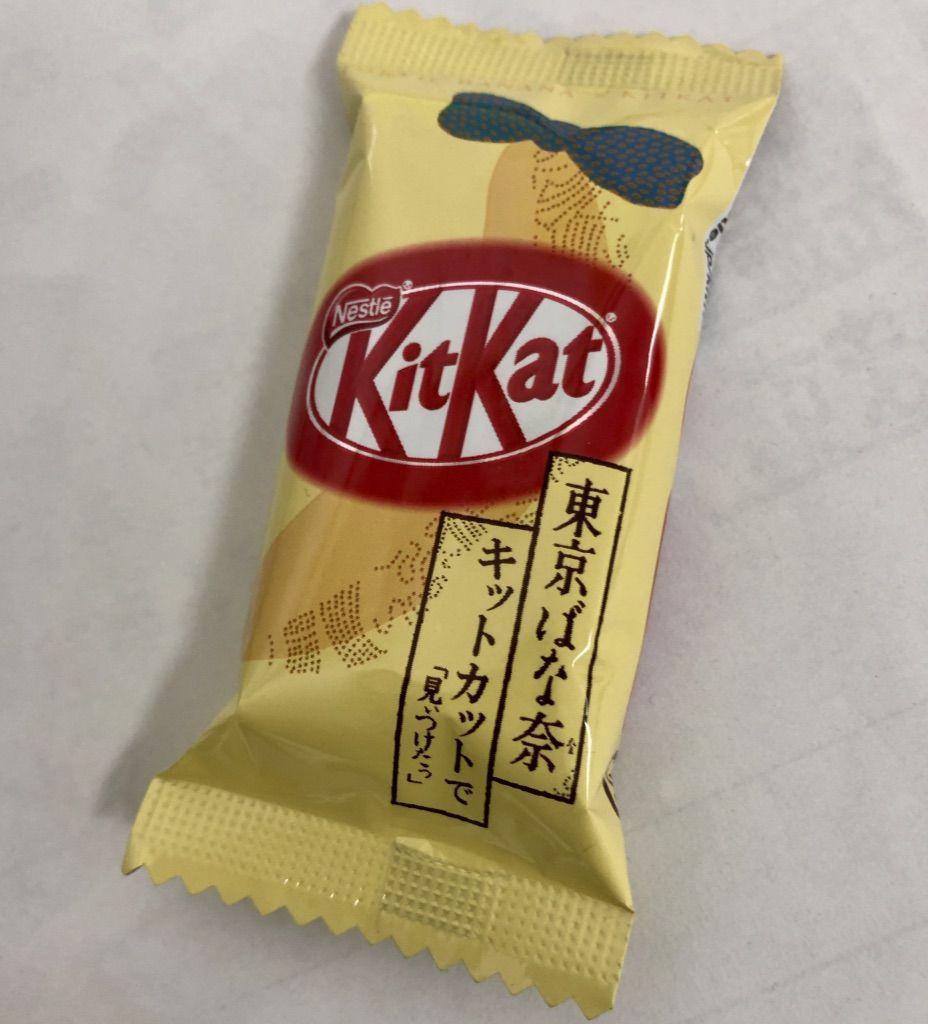 Nestlé
KitKat
東京ばな奈
キットカットで
「見ぃつけたっ」